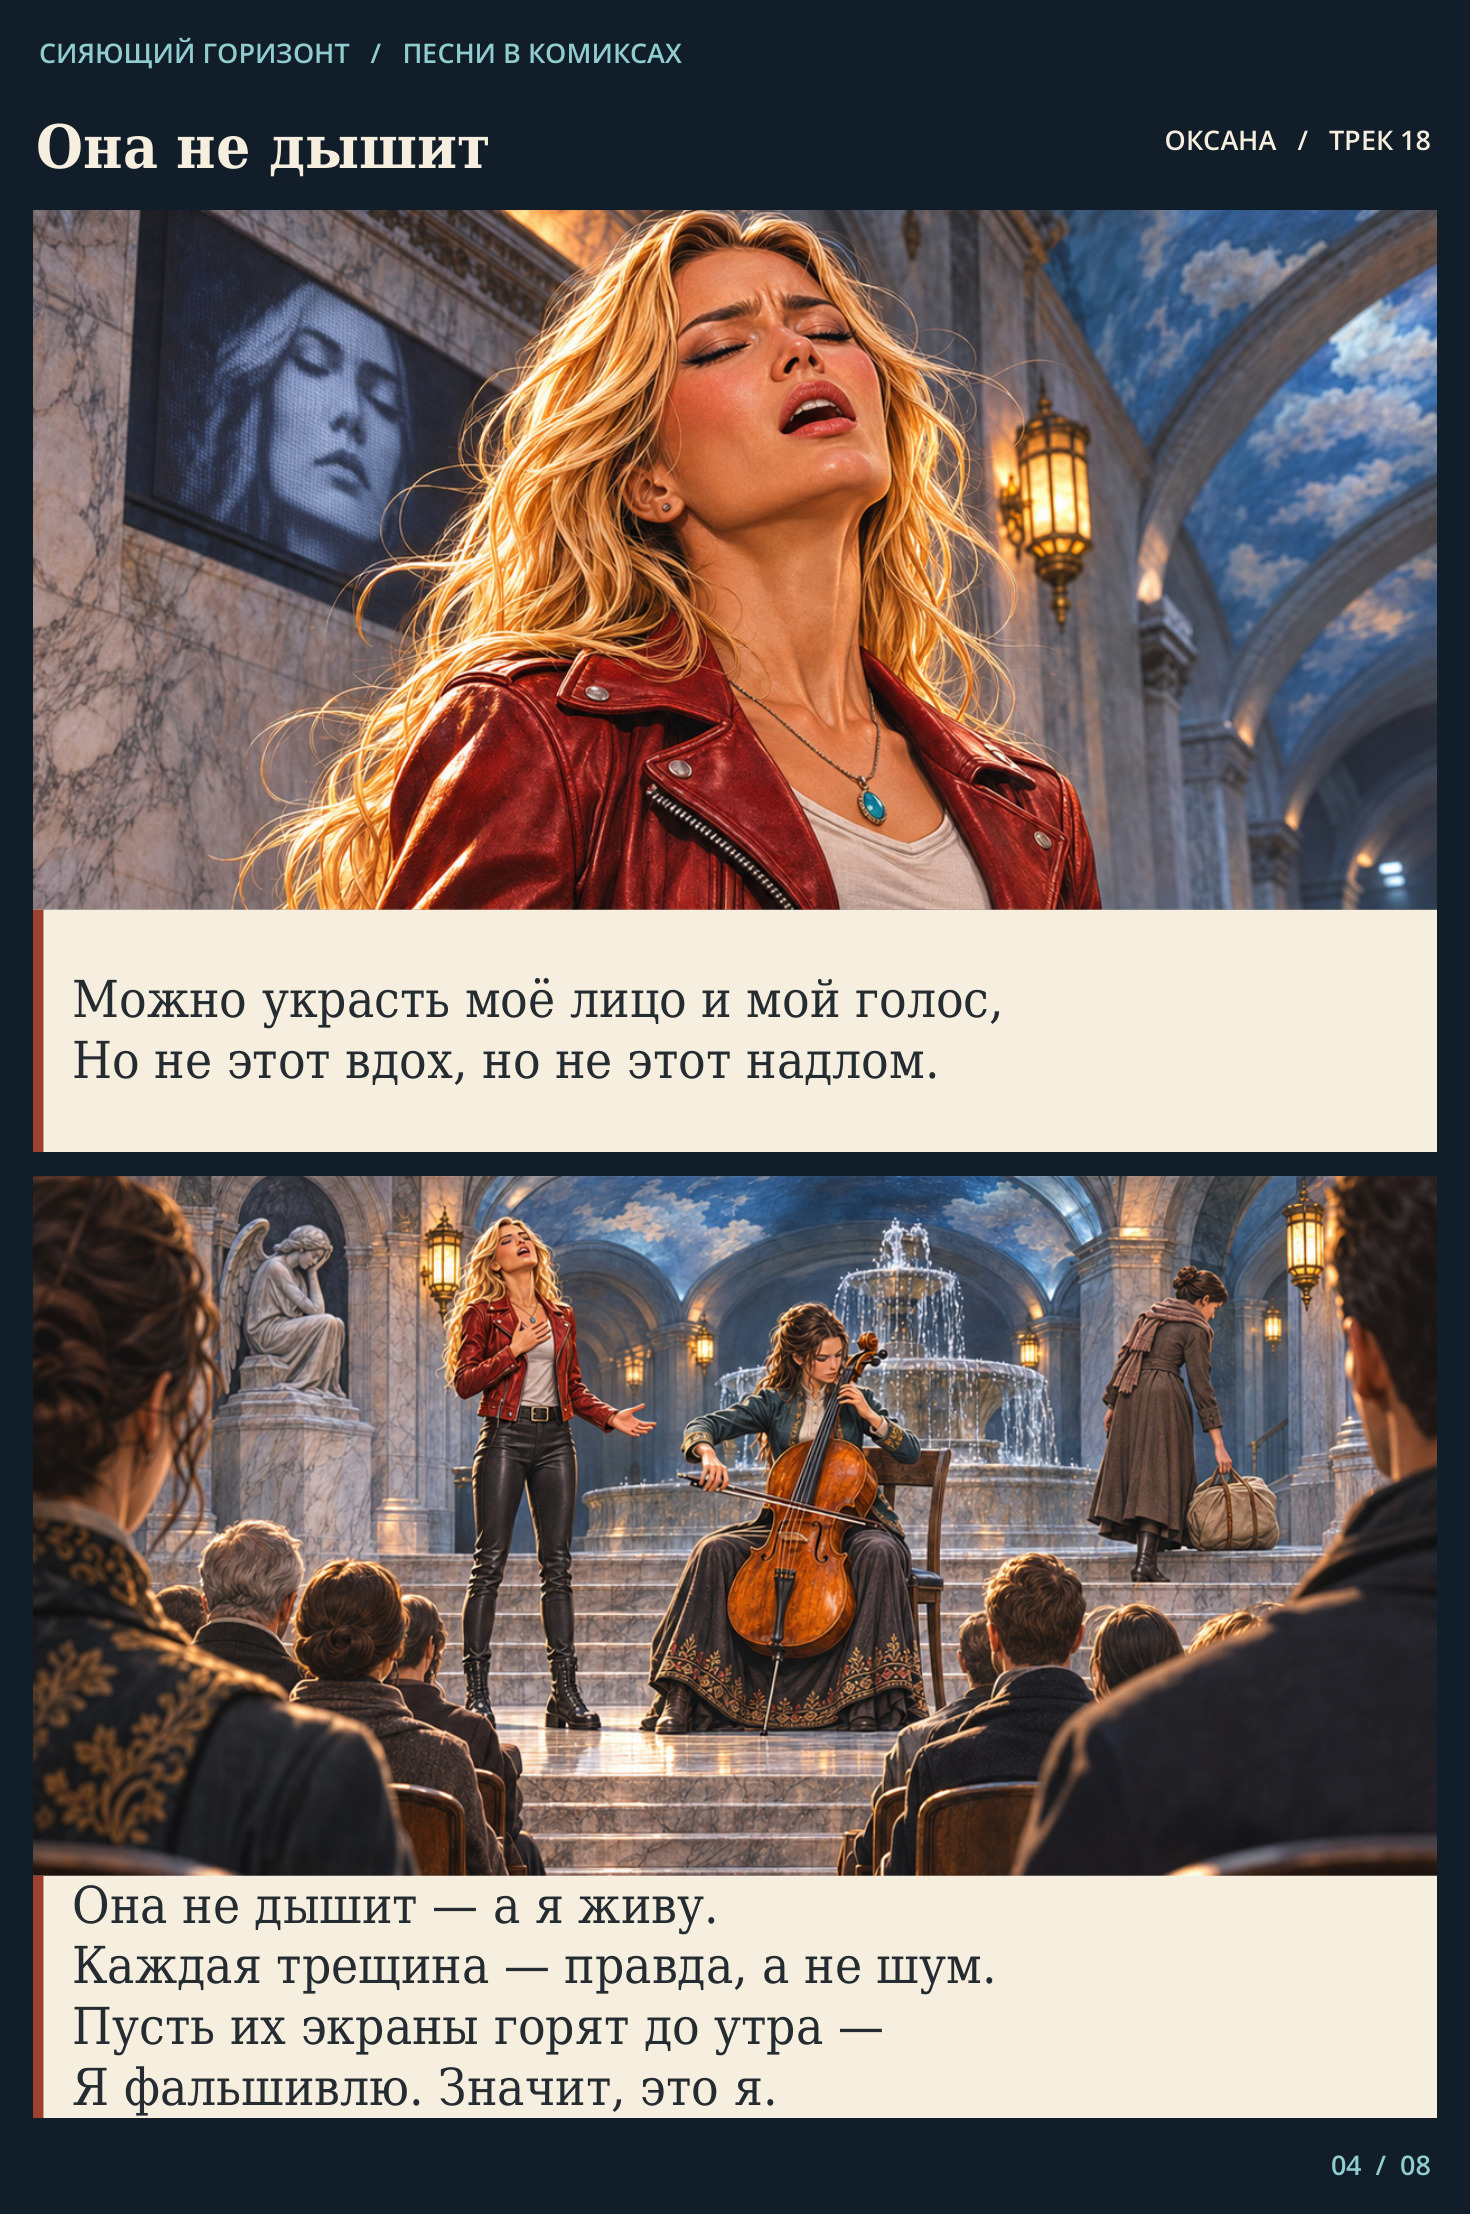 СИЯЮЩИЙ ГОРИЗОНТ / ПЕСНИ В КОМИКСАХ
Она не дышит
ОКСАНА / ТРЕК 18
Можно украсть моё лицо и мой голос,
Но не этот вдох, но не этот надлом.
Она не дышит — а я живу.
Каждая трещина — правда, а не шум.
Пусть их экраны горят до утра —
Я фальшивлю. Значит, это я.
04 / 08